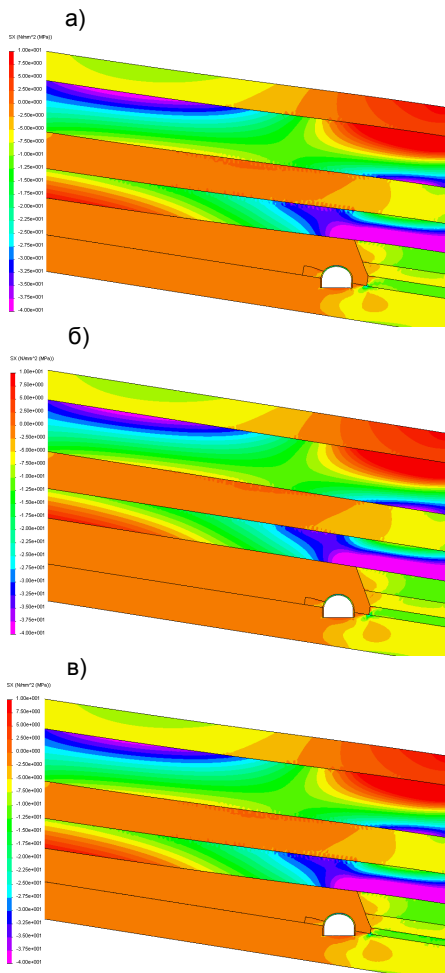 а)
SX (N/mm^2 (MPa))
1.00e+001
7.50e+000
5.00e+000
2.50e+000
0.00e+000
-2.50e+000
-5.00e+000
-7.50e+000
-1.00e+001
-1.25e+001
-1.50e+001
-1.75e+001
-2.00e+001
-2.25e+001
-2.50e+001
-2.75e+001
-3.00e+001
-3.25e+001
-3.50e+001
-3.75e+001
-4.00e+001
б)
SX (N/mm^2 (MPa))
1.00e+001
7.50e+000
5.00e+000
2.50e+000
0.00e+000
-2.50e+000
-5.00e+000
-7.50e+000
-1.00e+001
-1.25e+001
-1.50e+001
-1.75e+001
-2.00e+001
-2.25e+001
-2.50e+001
-2.75e+001
-3.00e+001
-3.25e+001
-3.50e+001
-3.75e+001
-4.00e+001
в)
SX (N/mm^2 (MPa))
1.00e+001
7.50e+000
5.00e+000
2.50e+000
0.00e+000
-2.50e+000
-5.00e+000
-7.50e+000
-1.00e+001
-1.25e+001
-1.50e+001
-1.75e+001
-2.00e+001
-2.25e+001
-2.50e+001
-2.75e+001
-3.00e+001
-3.25e+001
-3.50e+001
-3.75e+001
-4.00e+001